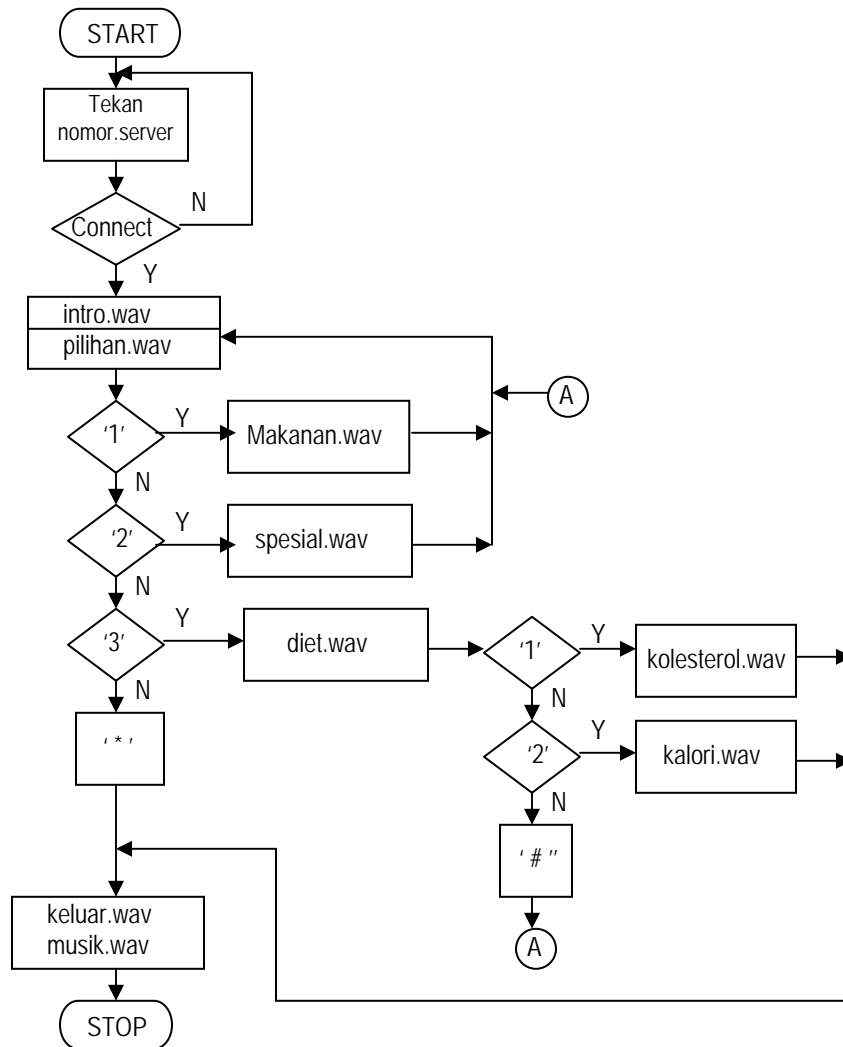 START
Tekan
nomor.server
N
Connect
Y
intro.wav
pilihan.wav
A
'1'
Y
Makanan.wav
N
'2'
Y
spesial.wav
N
'3'
Y
diet.wav
'1'
Y
kolesterol.wav
N
N
' * '
'2'
Y
kalori.wav
N
' # "
keluar.wav
musik.wav
A
STOP